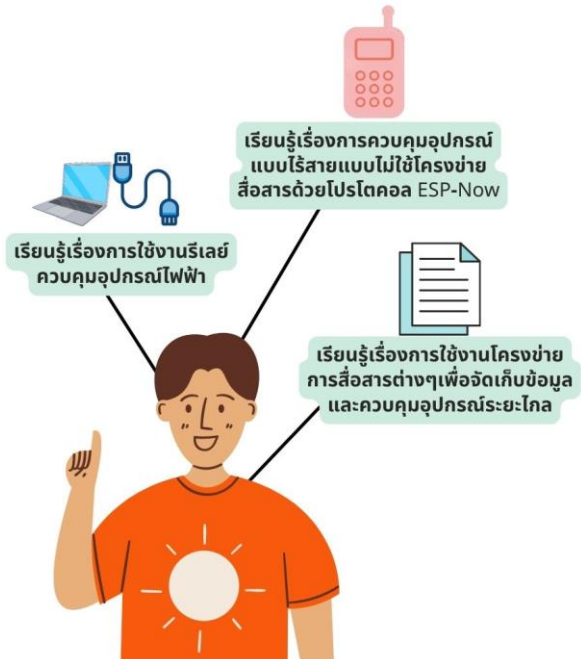 เรียนรู้เรื่องการควบคุมอุปกรณ์
แบบไร้สายแบบไม่ใช้โครงข่าย
สื่อสารด้วยโปรโตคอล ESP-Now
เรียนรู้เรื่องการใช้งานรีเลย์
ควบคุมอุปกรณ์ไฟฟ้า
เรียนรู้เรื่องการใช้งานโครงข่าย
การสื่อสารต่างๆเพื่อจัดเก็บข้อมูล
และควบคุมอุปกรณ์ระยะไกล